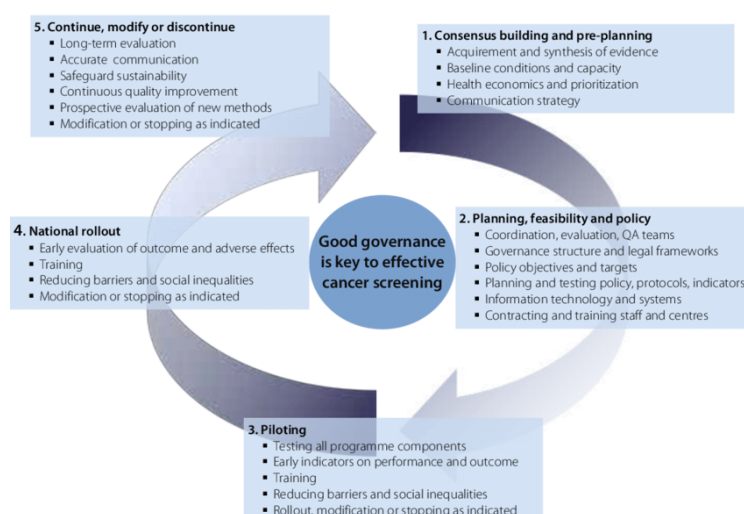 5. Continue, modify or discontinue
▪ Long-term evaluation
▪ Accurate communication
▪ Safeguard sustainability
▪ Continuous quality improvement
▪ Prospective evaluation of new methods
▪ Modification or stopping as indicated
1. Consensus building and pre-planning
▪ Acquirement and synthesis of evidence
▪ Baseline conditions and capacity
▪ Health economics and prioritization
▪ Communication strategy
4. National rollout
▪ Early evaluation of outcome and adverse effects
▪ Training
▪ Reducing barriers and social inequalities
▪ Modification or stopping as indicated
Good governance
is key to effective
cancer screening
2. Planning, feasibility and policy
▪ Coordination, evaluation, QA teams
▪ Governance structure and legal frameworks
▪ Policy objectives and targets
▪ Planning and testing policy, protocols, indicators
▪ Information technology and systems
▪ Contracting and training staff and centres
3. Piloting
▪ Testing all programme components
▪ Early indicators on performance and outcome
▪ Training
▪ Reducing barriers and social inequalities
▪ Rollout, modification or stopping as indicated